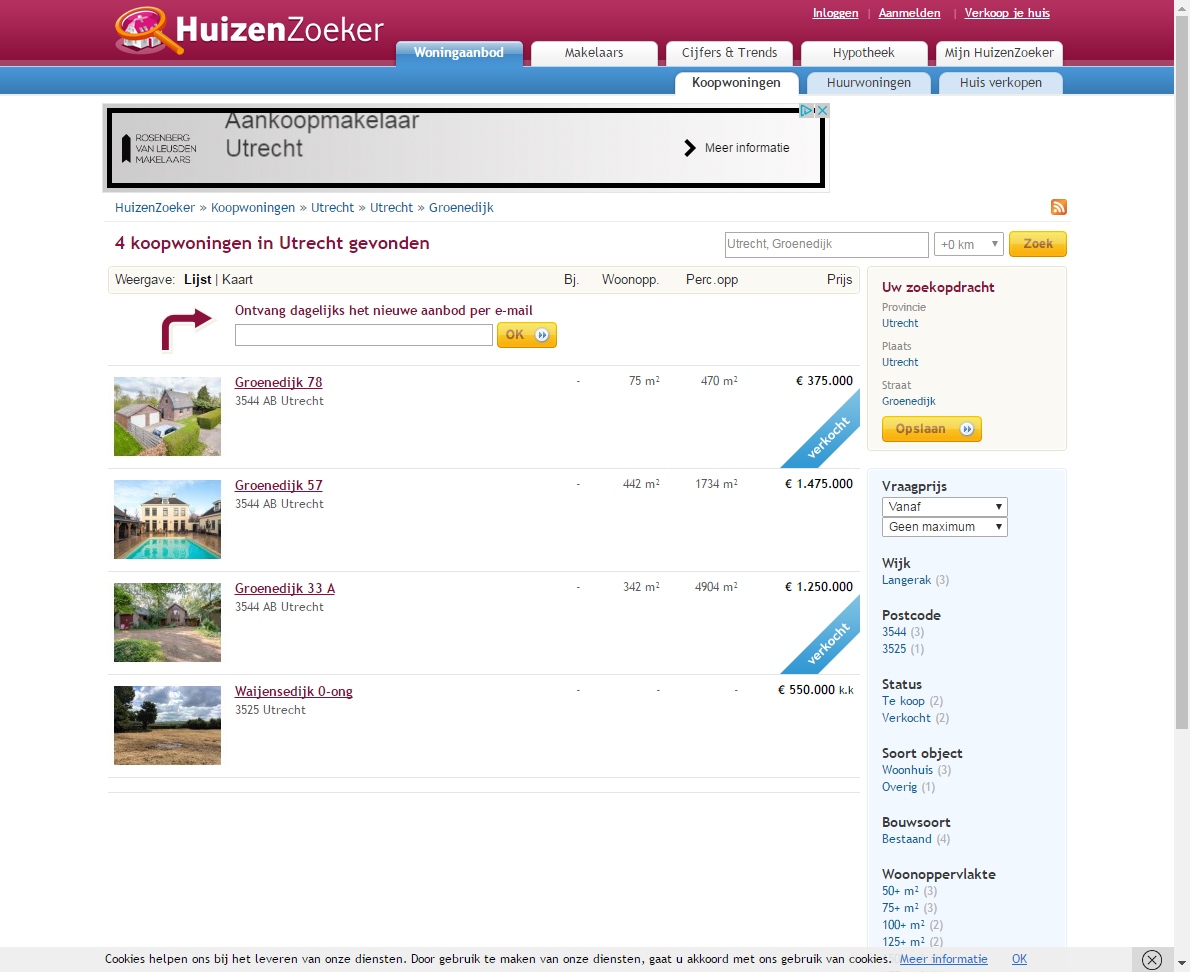 HuizenZoeker
Inloggen | Aanmelden | Verkoop je huis
Woningaanbod Makelaars Cijfers & Trends Hypotheek Mijn HuizenZoeker
Koopwoningen Huurwoningen Huis verkopen
ROSENBERG
VAN LEUSDEN
MAKELAARS
Aankoopmakelaar
Utrecht
Meer informatie
HuizenZoeker » Koopwoningen » Utrecht » Utrecht » Groenedijk
4 koopwoningen in Utrecht gevonden
Utrecht, Groenedijk +0 km Zoek
Weergave: Lijst | Kaart Bj. Woonopp. Perc.opp Prijs
Ontvang dagelijks het nieuwe aanbod per e-mail
OK
Groenedijk 78 - 75 m² 470 m² € 375.000
3544 AB Utrecht
verkocht
Groenedijk 57 - 442 m² 1734 m² € 1.475.000
3544 AB Utrecht
Groenedijk 33 A - 342 m² 4904 m² € 1.250.000
3544 AB Utrecht
verkocht
Waijensedijk 0-ong - - - € 550.000 k.k
3525 Utrecht
Uw zoekopdracht
Provincie
Utrecht
Plaats
Utrecht
Straat
Groenedijk
Opslaan
Vraagprijs
Vanaf
Geen maximum
Wijk
Langerak (3)
Postcode
3544 (3)
3525 (1)
Status
Te koop (2)
Verkocht (2)
Soort object
Woonhuis (3)
Overig (1)
Bouwsoort
Bestaand (4)
Woonoppervlakte
50+ m² (3)
75+ m² (3)
100+ m² (2)
125+ m² (2)
Cookies helpen ons bij het leveren van onze diensten. Door gebruik te maken van onze diensten, gaat u akkoord met ons gebruik van cookies. Meer informatie OK